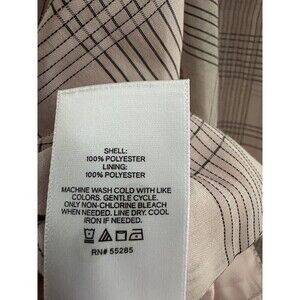 SHELL:
100% POLYESTER
LINING:
100% POLYESTER
MACHINE WASH COLD WITH LIKE
COLORS. GENTLE CYCLE.
ONLY NON-CHLORINE BLEACH
WHEN NEEDED. LINE DRY. COOL
IRON IF NEEDED.
RN# 55285